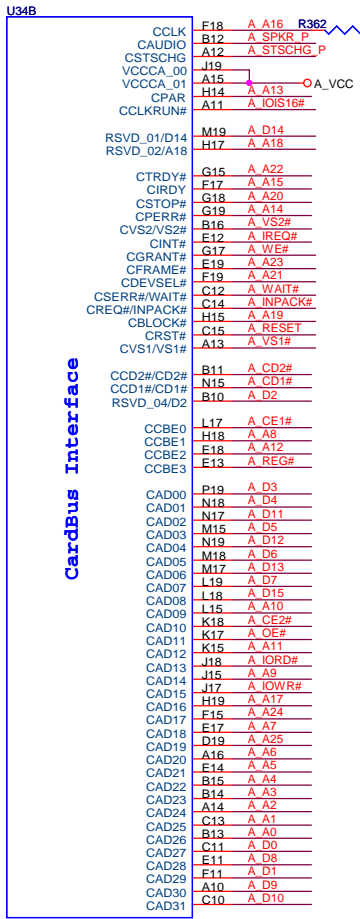 U34B
CCLK F18 A_A16 R362
CAUDIO B12 A_SPKR_P
CSTSCHG A12 A_STSCHG_P
VCCCA_00 J19
VCCCA_01 A15 A_VCC
CPAR H14 A_A13
CCLKRUN# A11 A_IOIS16#
RSVD_01/D14 M19 A_D14
RSVD_02/A18 H17 A_A18
CTRDY# G15 A_A22
CIRDY F17 A_A15
CSTOP# G18 A_A20
CPERR# G19 A_A14
CVS2/VS2# B16 A_VS2#
CINT# E12 A_IREQ#
CGRANT# G17 A_WE#
CFRAME# E19 A_A23
CDEVSEL# F19 A_A21
CSERR#/WAIT# C12 A_WAIT#
CREQ#/INPACK# C14 A_INPACK#
CBLOCK# H15 A_A19
CRST# C15 A_RESET
CVS1/VS1# A13 A_VS1#
CCD2#/CD2# B11 A_CD2#
CCD1#/CD1# N15 A_CD1#
RSVD_04/D2 B10 A_D2
CCBE0 L17 A_CE1#
CCBE1 H18 A_A8
CCBE2 E18 A_A12
CCBE3 E13 A_REG#
CardBus Interface
CAD00 P19 A_D3
CAD01 N18 A_D4
CAD02 N17 A_D11
CAD03 M15 A_D5
CAD04 N19 A_D12
CAD05 M18 A_D6
CAD06 M17 A_D13
CAD07 L19 A_D7
CAD08 L18 A_D15
CAD09 L15 A_A10
CAD10 K18 A_CE2#
CAD11 K17 A_OE#
CAD12 K15 A_A11
CAD13 J18 A_IORD#
CAD14 J15 A_A9
CAD15 J17 A_IOWR#
CAD16 H19 A_A17
CAD17 F15 A_A24
CAD18 E17 A_A7
CAD19 D19 A_A25
CAD20 A16 A_A6
CAD21 E14 A_A5
CAD22 B15 A_A4
CAD23 B14 A_A3
CAD24 A14 A_A2
CAD25 C13 A_A1
CAD26 B13 A_A0
CAD27 C11 A_D0
CAD28 E11 A_D8
CAD29 F11 A_D1
CAD30 A10 A_D9
CAD31 C10 A_D10